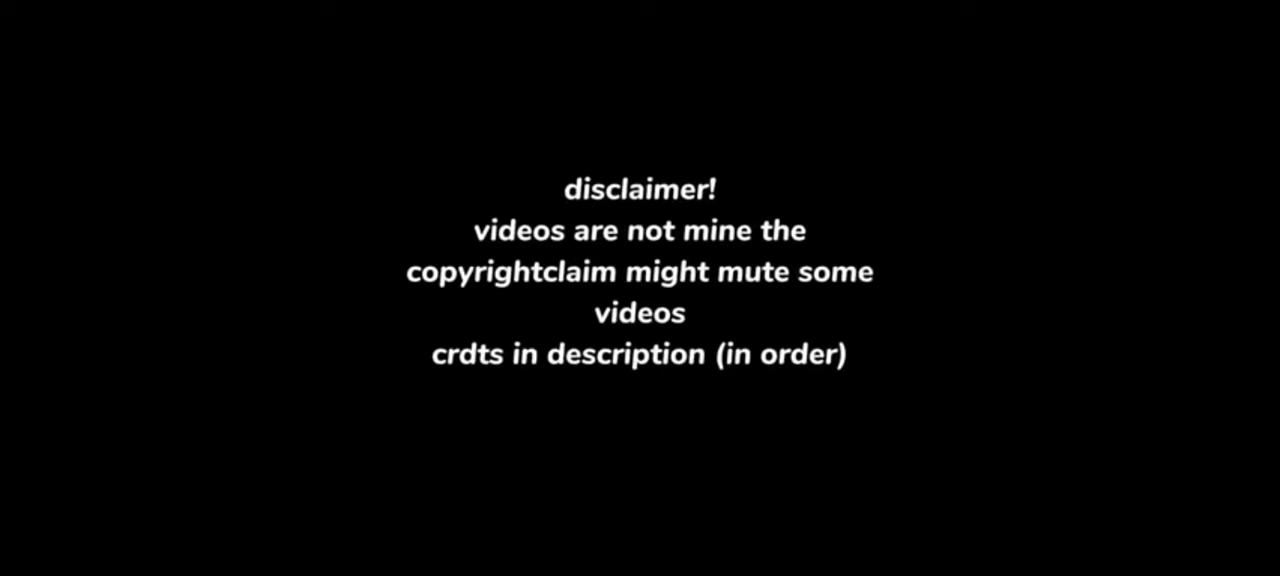 disclaimer!
videos are not mine the
copyrightclaim might mute some
videos
crdts in description (in order)